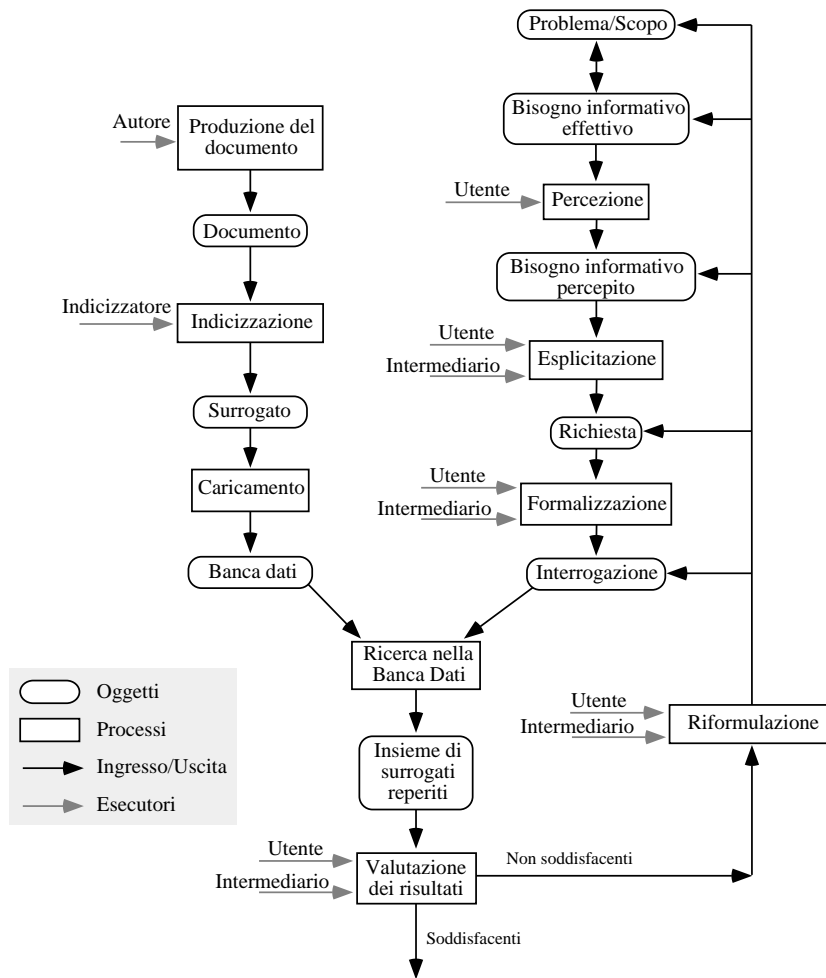 Problema/Scopo
Bisogno informativo
effettivo
Autore
Produzione del
documento
Utente
Percezione
Documento
Bisogno informativo
percepito
Indicizzatore
Indicizzazione
Utente
Intermediario
Esplicitazione
Surrogato
Richiesta
Caricamento
Utente
Intermediario
Formalizzazione
Banca dati
Interrogazione
Ricerca nella
Banca Dati
Oggetti
Processi
Ingresso/Uscita
Esecutori
Utente
Intermediario
Riformulazione
Insieme di
surrogati
reperiti
Utente
Intermediario
Valutazione
dei risultati
Non soddisfacenti
Soddisfacenti